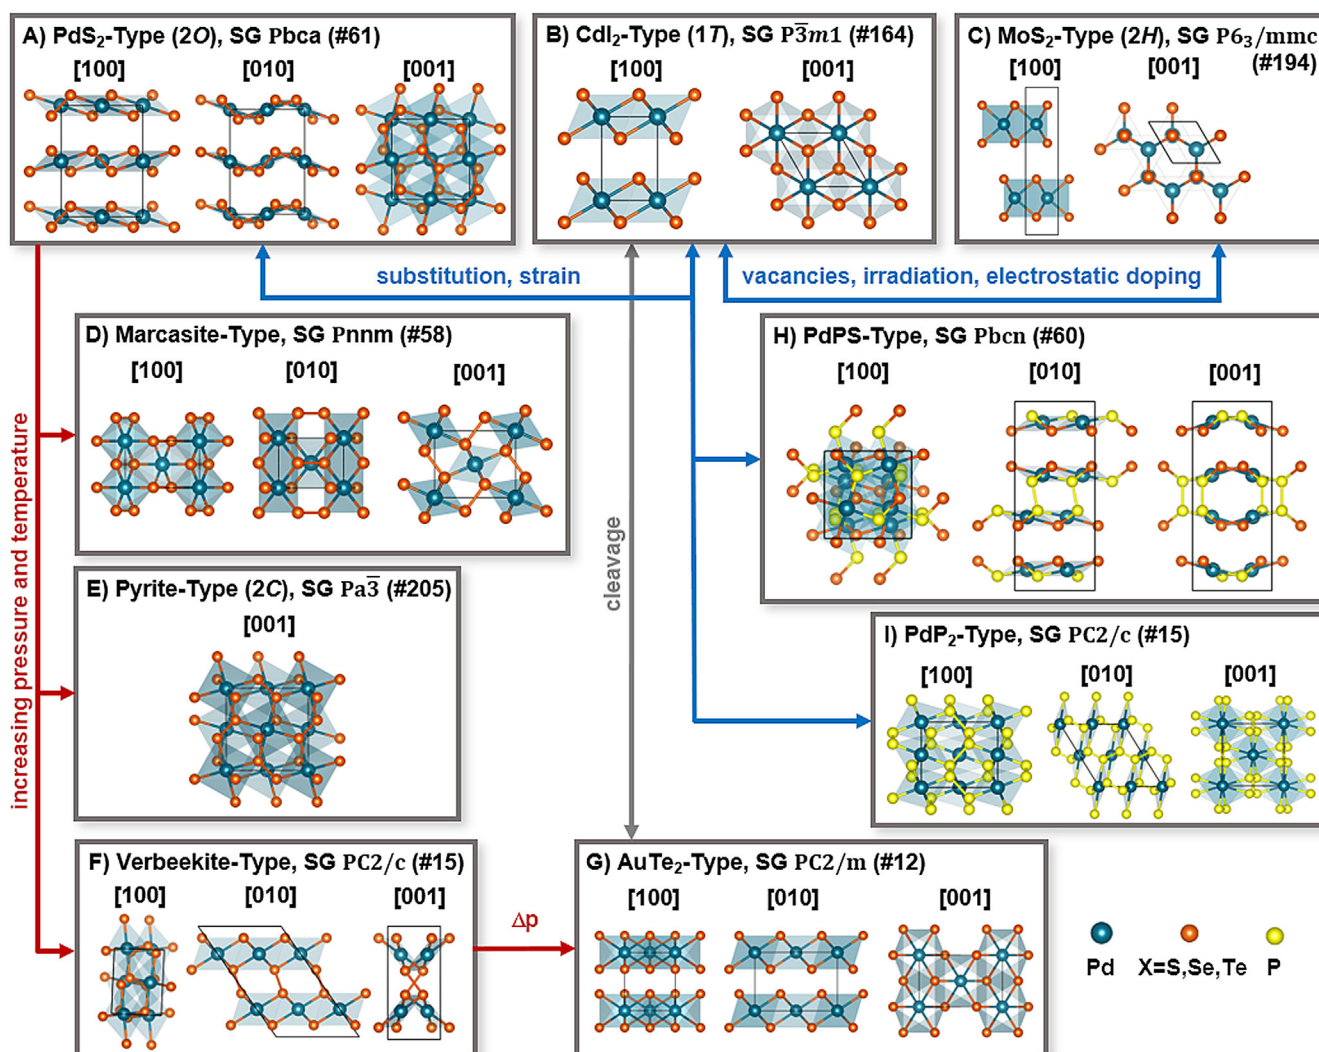 A) PdS₂-Type (2O), SG Pbca (#61)
[100] [010] [001]
B) CdI₂-Type (1T), SG P3̅m1 (#164)
[100] [001]
C) MoS₂-Type (2H), SG P6₃/mmc
(#194)
[100] [001]
substitution, strain
vacancies, irradiation, electrostatic doping
increasing pressure and temperature
D) Marcasite-Type, SG Pnnm (#58)
[100] [010] [001]
cleavage
H) PdPS-Type, SG Pbcn (#60)
[100] [010] [001]
E) Pyrite-Type (2C), SG Pa3̅ (#205)
[001]
I) PdP₂-Type, SG PC2/c (#15)
[100] [010] [001]
F) Verbeekite-Type, SG PC2/c (#15)
[100] [010] [001]
Δp
G) AuTe₂-Type, SG PC2/m (#12)
[100] [010] [001]
Pd X=S,Se,Te P